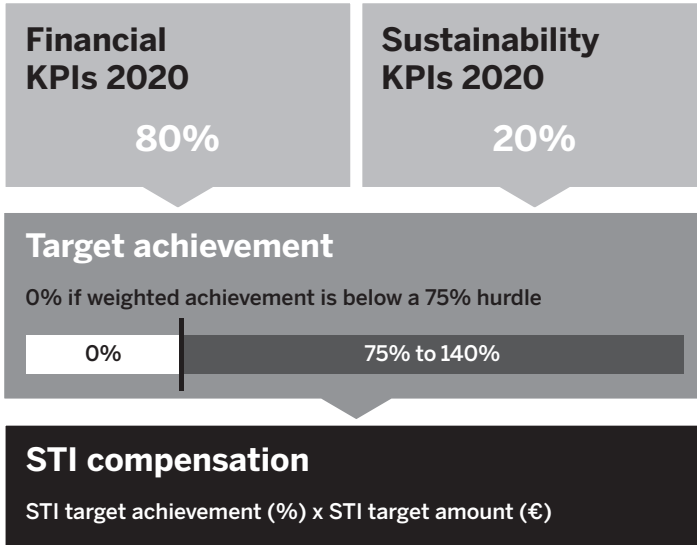 Financial
KPIs 2020
80%
Sustainability
KPIs 2020
20%
Target achievement
0% if weighted achievement is below a 75% hurdle
0%
75% to 140%
STI compensation
STI target achievement (%) x STI target amount (€)